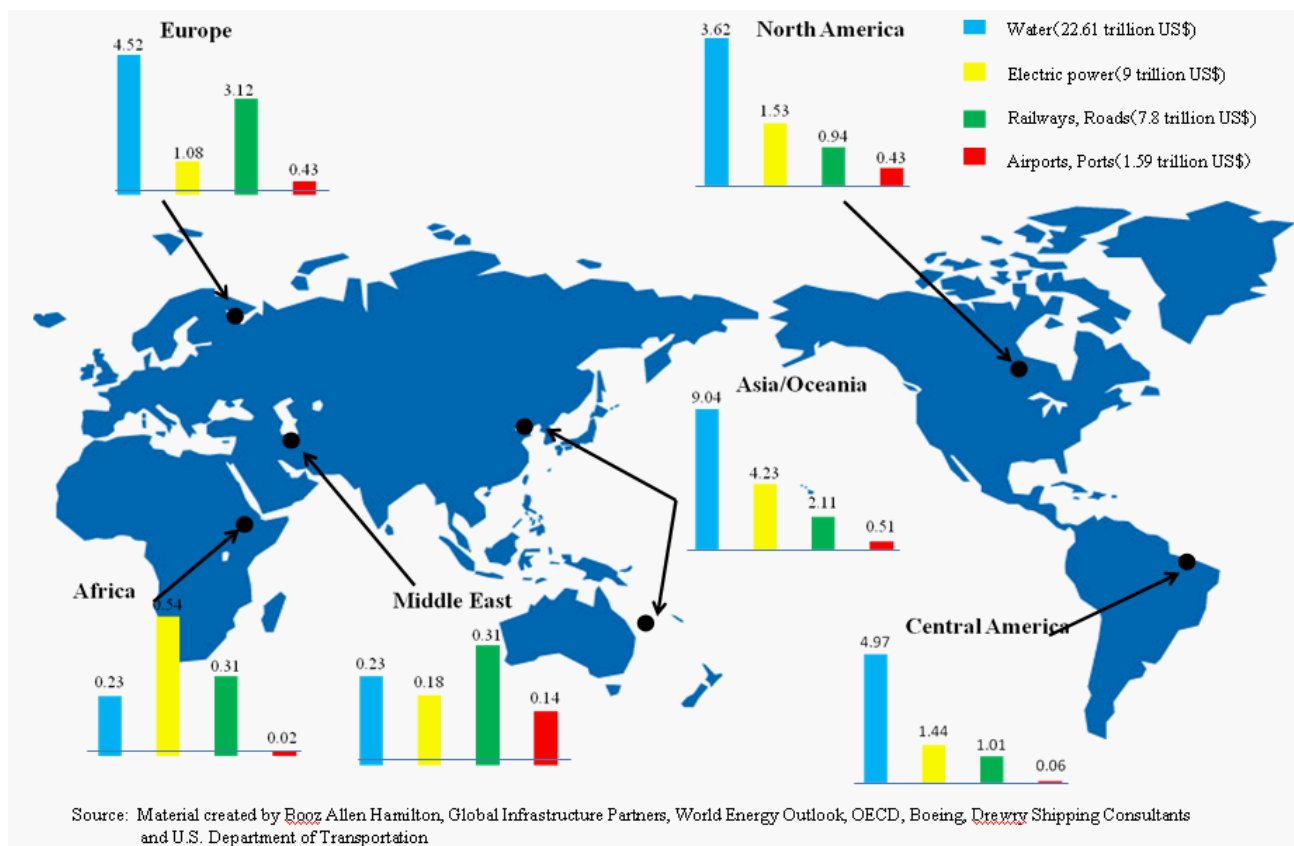 Europe
4.52
1.08
3.12
0.43
North America
3.62
1.53
0.94
0.43
Water(22.61 trillion US$)
Electric power(9 trillion US$)
Railways, Roads(7.8 trillion US$)
Airports, Ports(1.59 trillion US$)
Asia/Oceania
9.04
4.23
2.11
0.51
Africa
0.23
0.54
0.31
0.02
Middle East
0.23
0.18
0.31
0.14
Central America
4.97
1.44
1.01
0.06
Source: Material created by Booz Allen Hamilton, Global Infrastructure Partners, World Energy Outlook, OECD, Boeing, Drewry Shipping Consultants
and U.S. Department of Transportation